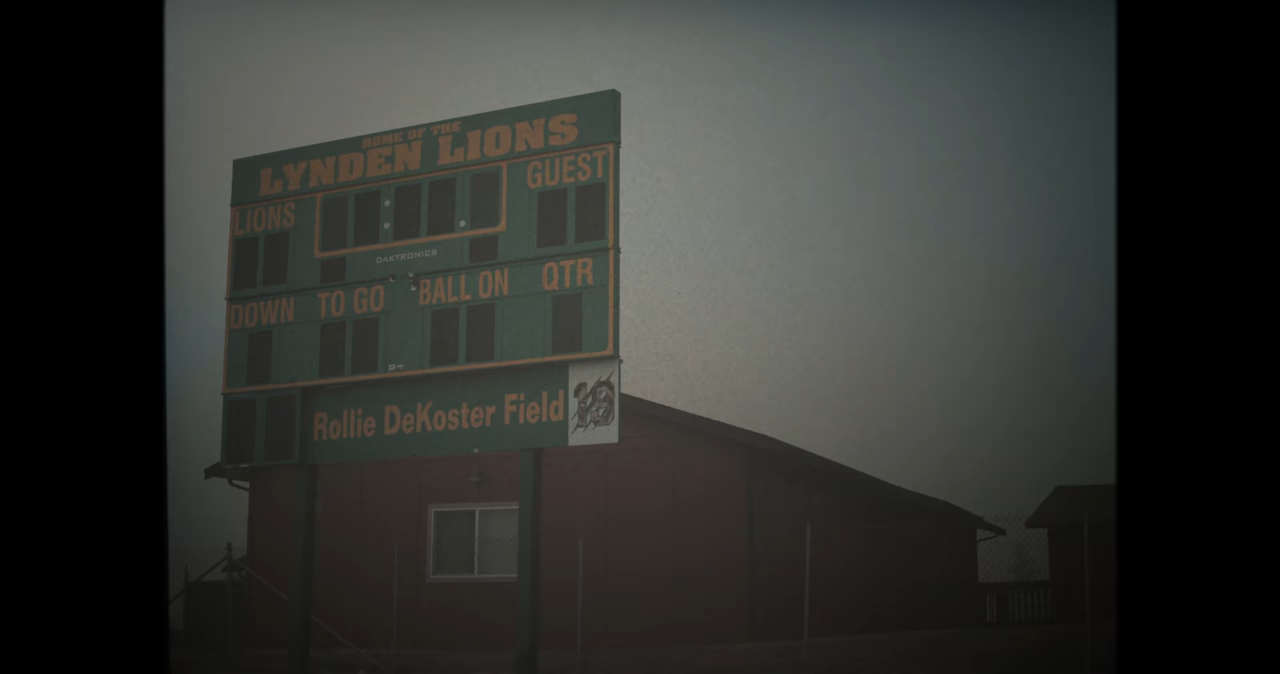 HOME OF THE
LYNDEN LIONS
LIONS
GUEST
DAKTRONICS
DOWN
TO GO
BALL ON
QTR
Rollie DeKoster Field